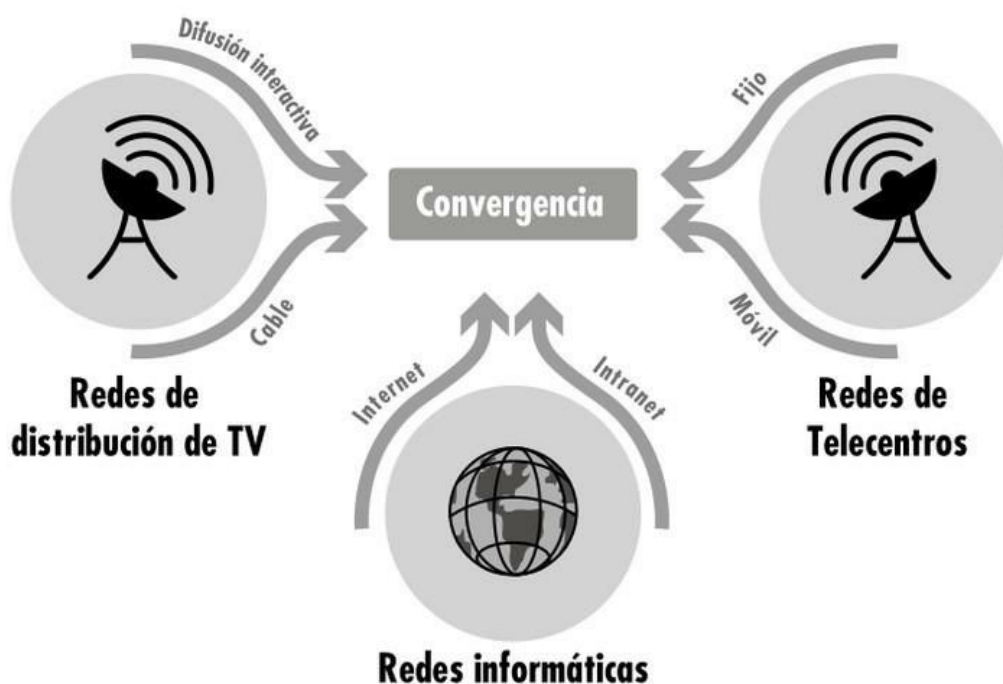 Difusión interactiva
Fijo
Convergencia
Cable
Móvil
Redes de
distribución de TV
Internet
Intranet
Redes de
Telecentros
Redes informáticas